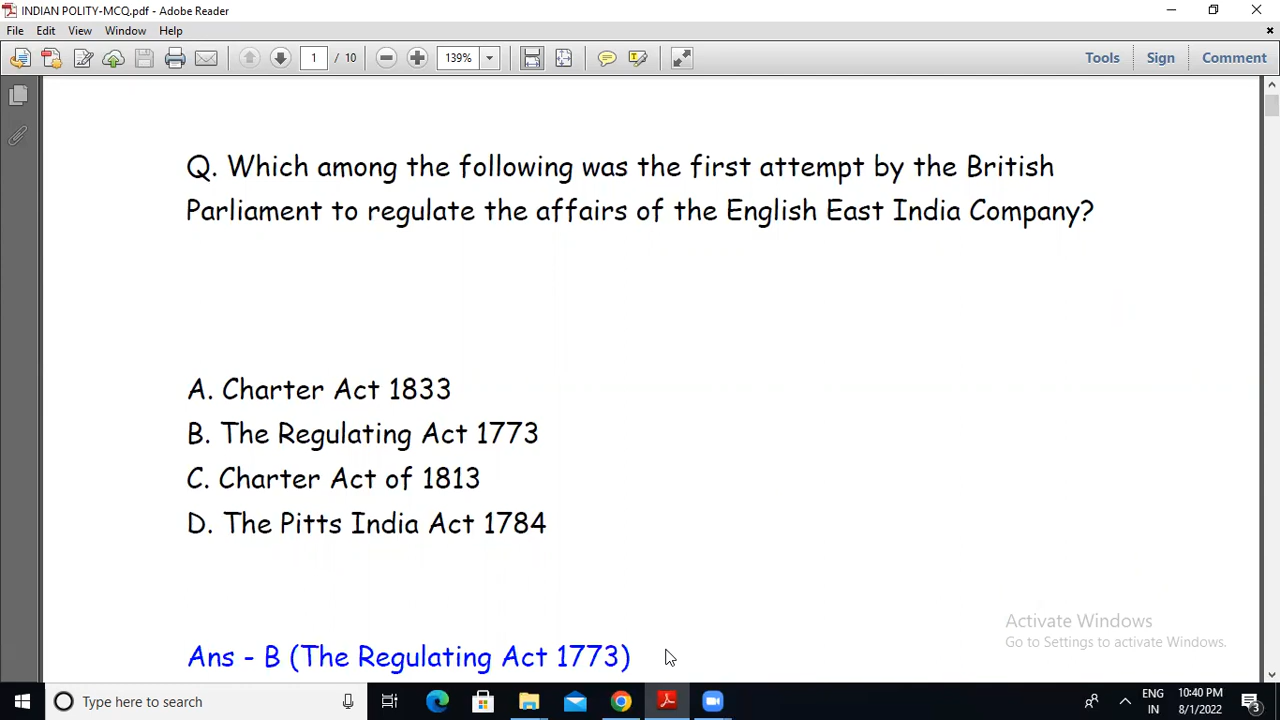 INDIAN POLITY-MCQ.pdf - Adobe Reader
File Edit View Window Help
1 / 10 139% Tools Sign Comment
Q. Which among the following was the first attempt by the British
Parliament to regulate the affairs of the English East India Company?
A. Charter Act 1833
B. The Regulating Act 1773
C. Charter Act of 1813
D. The Pitts India Act 1784
Activate Windows
Go to Settings to activate Windows.
Ans - B (The Regulating Act 1773)
Type here to search
ENG
IN
10:40 PM
8/1/2022
3